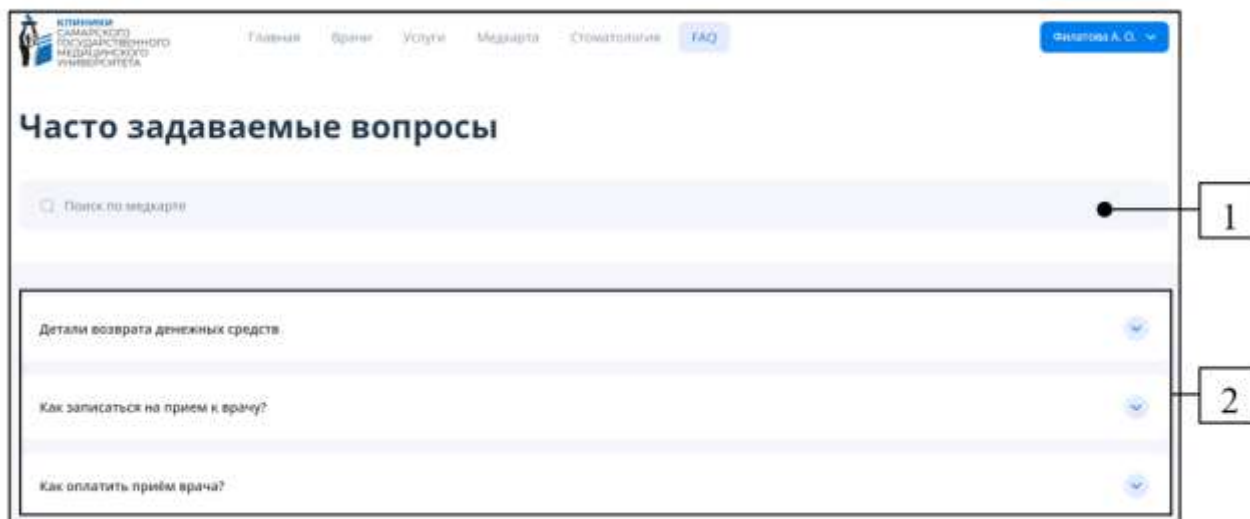 КЛИНИКИ
САМАРСКОГО
ГОСУДАРСТВЕННОГО
МЕДИЦИНСКОГО
УНИВЕРСИТЕТА
Главная Врачи Услуги Медкарта Стоматология FAQ
Филатова А. О.
Часто задаваемые вопросы
Поиск по медкарте
1
Детали возврата денежных средств
Как записаться на прием к врачу?
2
Как оплатить приём врача?